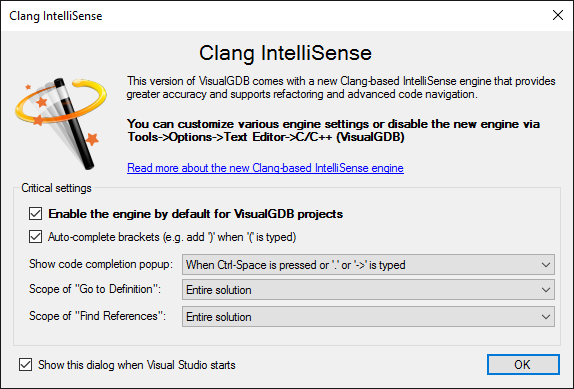 Clang IntelliSense
Clang IntelliSense
This version of VisualGDB comes with a new Clang-based IntelliSense engine that provides
greater accuracy and supports refactoring and advanced code navigation.
You can customize various engine settings or disable the new engine via
Tools->Options->Text Editor->C/C++ (VisualGDB)
Read more about the new Clang-based IntelliSense engine
Critical settings
Enable the engine by default for VisualGDB projects
Auto-complete brackets (e.g. add ')' when '(' is typed)
Show code completion popup: When Ctrl-Space is pressed or '.' or '->' is typed
Scope of "Go to Definition": Entire solution
Scope of "Find References": Entire solution
Show this dialog when Visual Studio starts OK